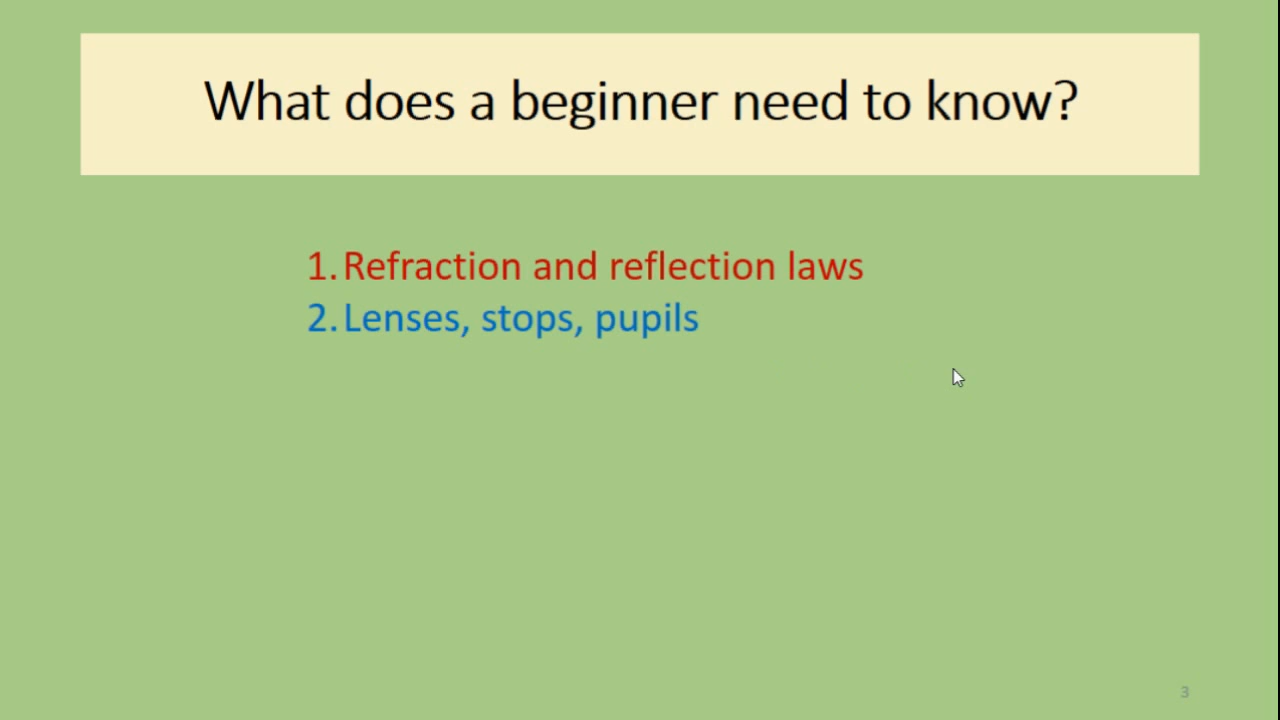 What does a beginner need to know?
1. Refraction and reflection laws
2. Lenses, stops, pupils
3